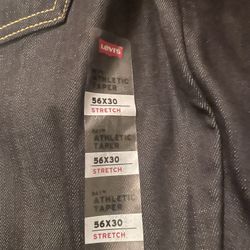 Levi's
ATHLETIC
TAPER
56X30
STRETCH
ATHLETIC
TAPER
56X30
STRETCH
ATHLETIC
TAPER
56X30
STRETCH